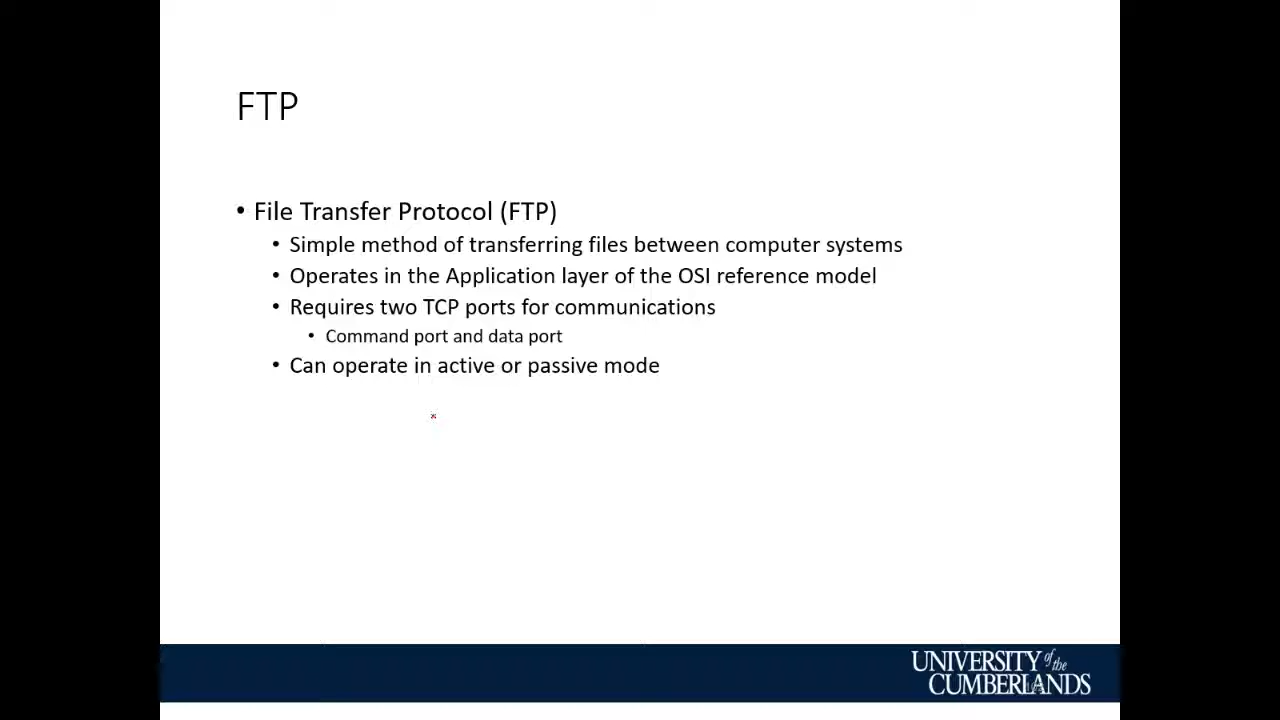 FTP
• File Transfer Protocol (FTP)
• Simple method of transferring files between computer systems
• Operates in the Application layer of the OSI reference model
• Requires two TCP ports for communications
• Command port and data port
• Can operate in active or passive mode
UNIVERSITY of the
CUMBERLANDS